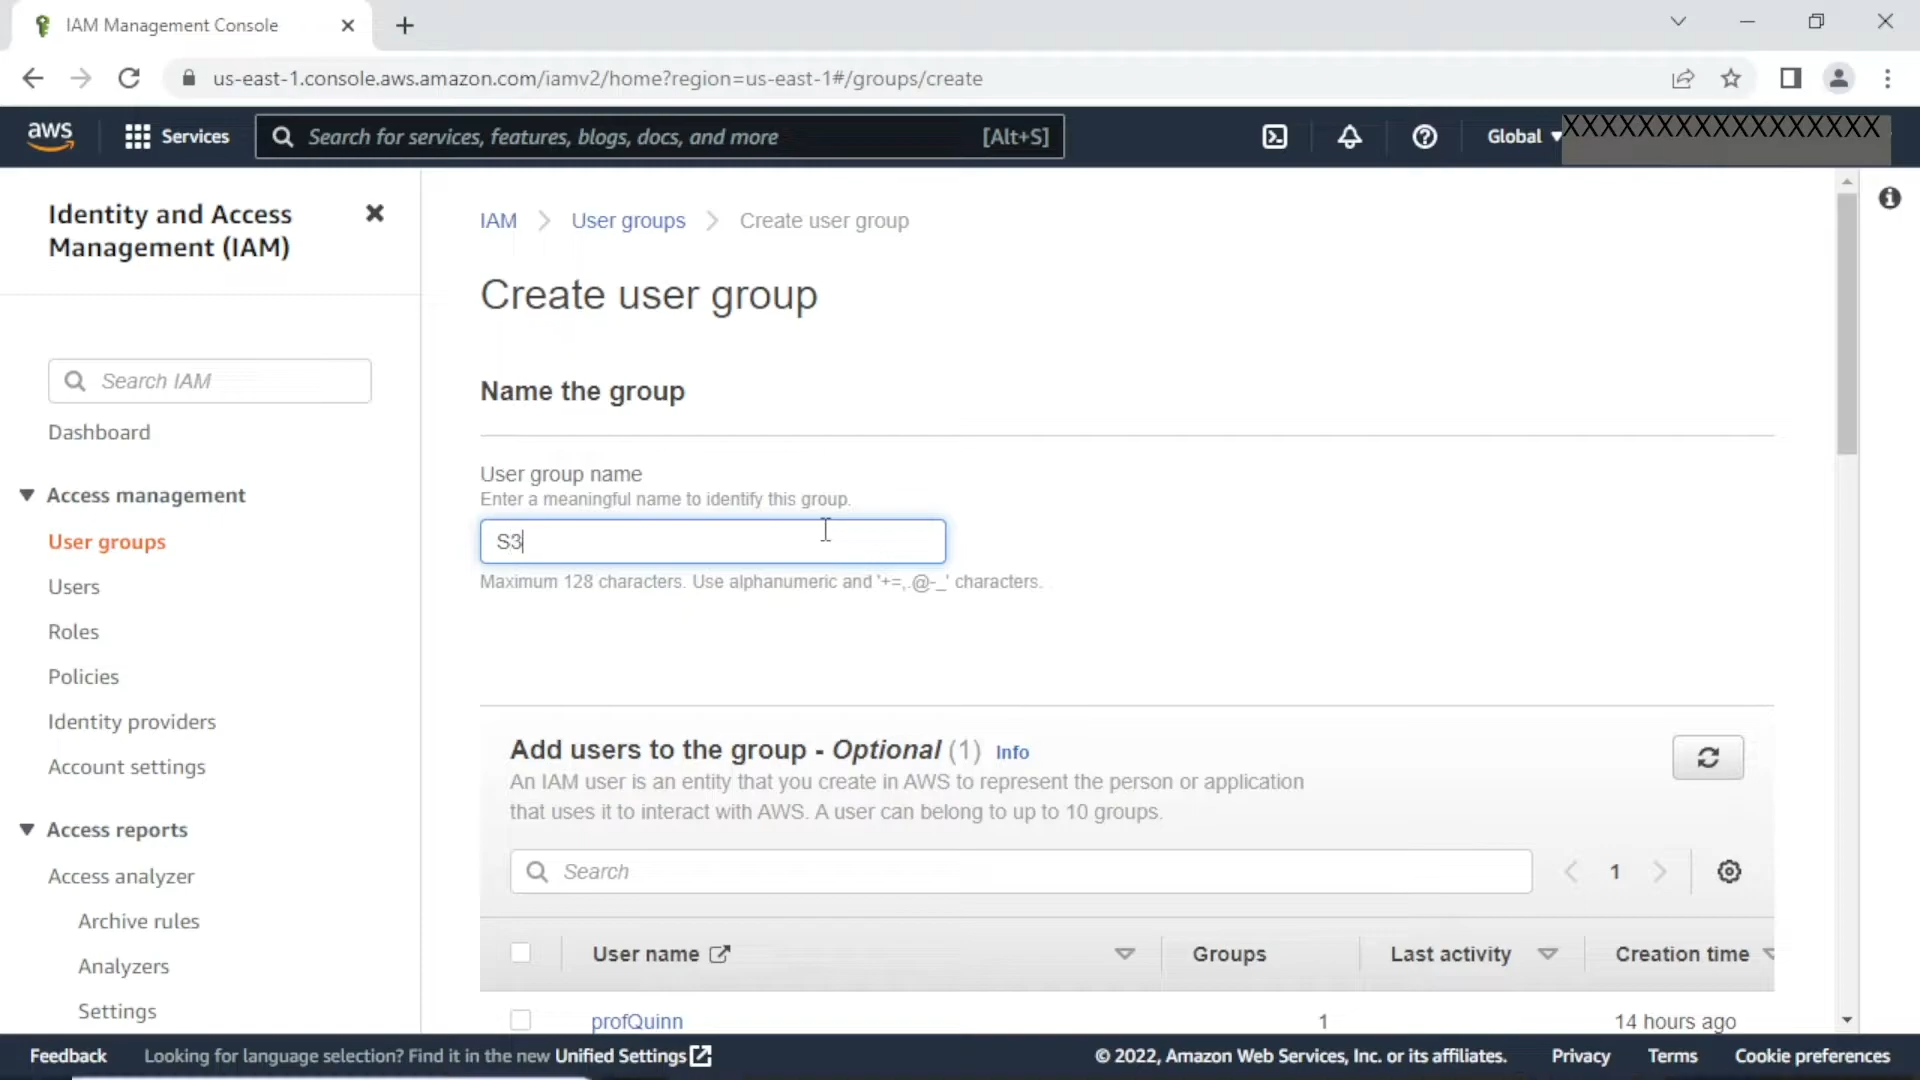 IAM Management Console
us-east-1.console.aws.amazon.com/iamv2/home?region=us-east-1#/groups/create
aws
Services
Search for services, features, blogs, docs, and more
[Alt+S]
Global
XXXXXXXXXXXXXXXXXX
Identity and Access
Management (IAM)
Search IAM
Dashboard
Access management
User groups
Users
Roles
Policies
Identity providers
Account settings
Access reports
Access analyzer
Archive rules
Analyzers
Settings
IAM
User groups
Create user group
Create user group
Name the group
User group name
Enter a meaningful name to identify this group.
S3
Maximum 128 characters. Use alphanumeric and '+=,.@-_' characters.
Add users to the group - Optional (1) Info
An IAM user is an entity that you create in AWS to represent the person or application
that uses it to interact with AWS. A user can belong to up to 10 groups.
Search
1
User name
Groups
Last activity
Creation time
profQuinn
1
14 hours ago
Feedback
Looking for language selection? Find it in the new Unified Settings
© 2022, Amazon Web Services, Inc. or its affiliates.
Privacy
Terms
Cookie preferences